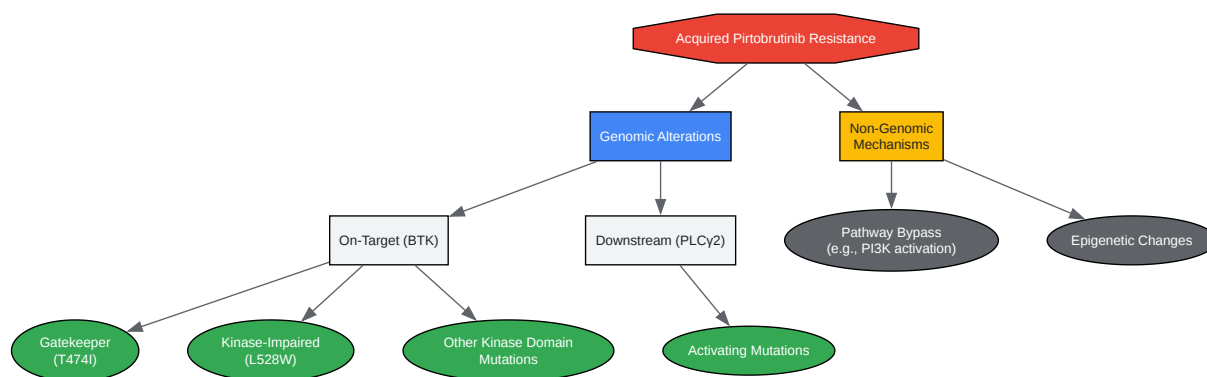 Acquired Pirtobrutinib Resistance
Genomic Alterations
Non-Genomic
Mechanisms
On-Target (BTK)
Downstream (PLCγ2)
Pathway Bypass
(e.g., PI3K activation)
Epigenetic Changes
Gatekeeper
(T474I)
Kinase-Impaired
(L528W)
Other Kinase Domain
Mutations
Activating Mutations